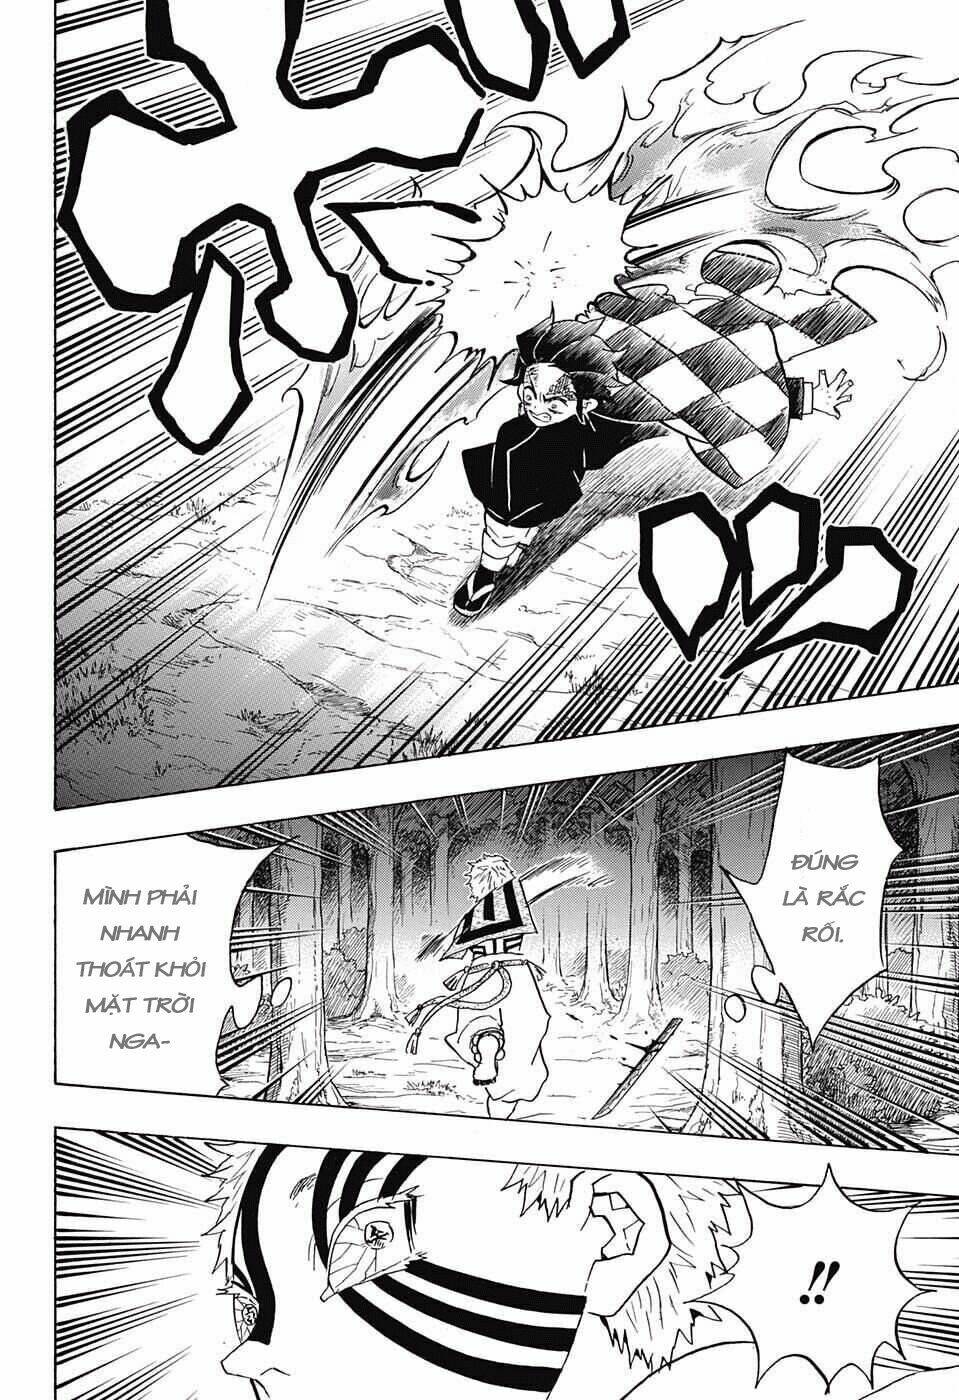 ĐÚNG
LÀ RẮC
RỐI.
MÌNH PHẢI
NHANH
THOÁT KHỎI
MẶT TRỜI
NGA-
!!